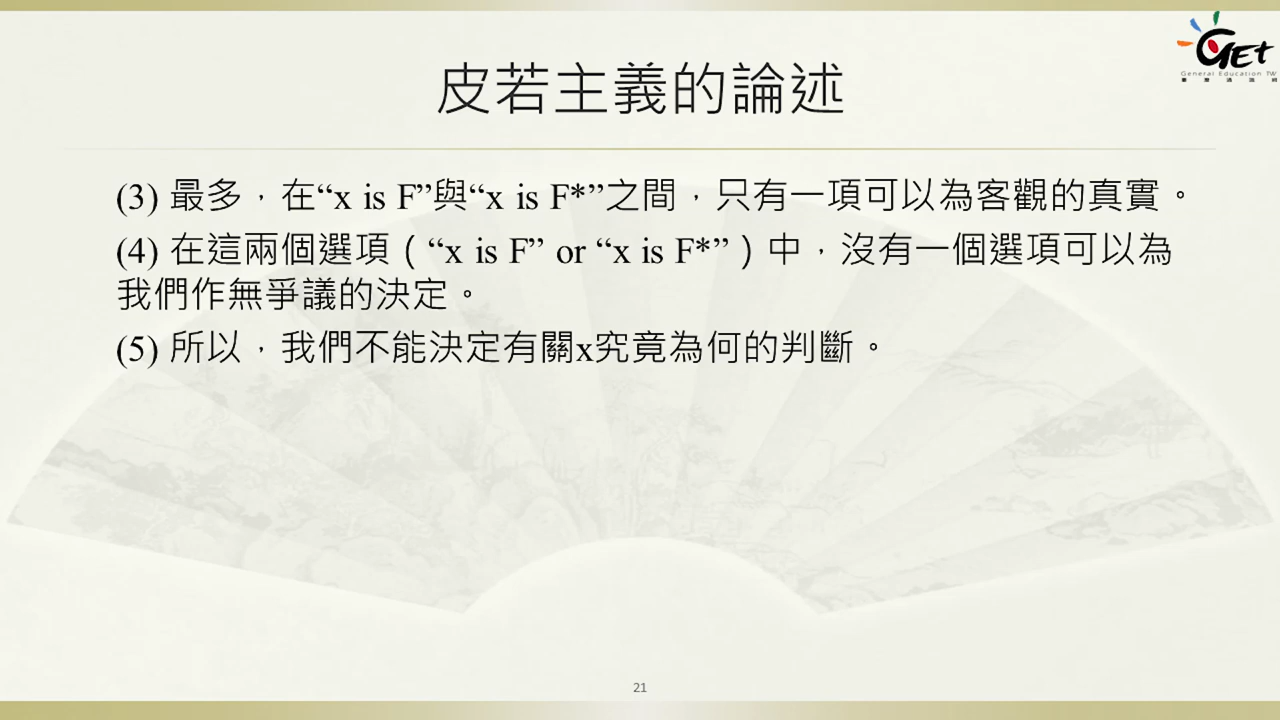 GET
General Education TW
皮若主義的論述
(3) 最多，在“x is F”與“x is F*”之間，只有一項可以為客觀的真實。
(4) 在這兩個選項（“x is F” or “x is F*”）中，沒有一個選項可以為
我們作無爭議的決定。
(5) 所以，我們不能決定有關x究竟為何的判斷。
21